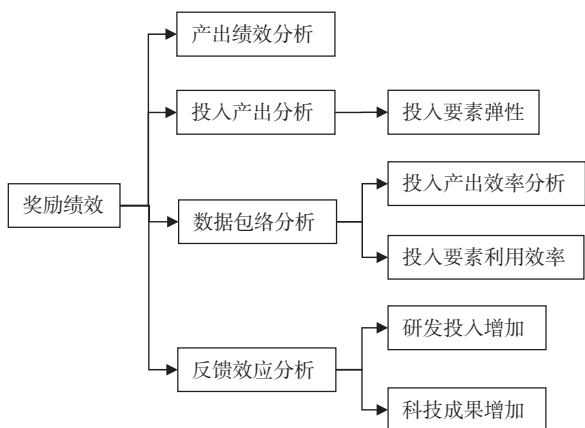 产出绩效分析
投入产出分析
投入要素弹性
投入产出效率分析
奖励绩效
数据包络分析
投入要素利用效率
研发投入增加
反馈效应分析
科技成果增加